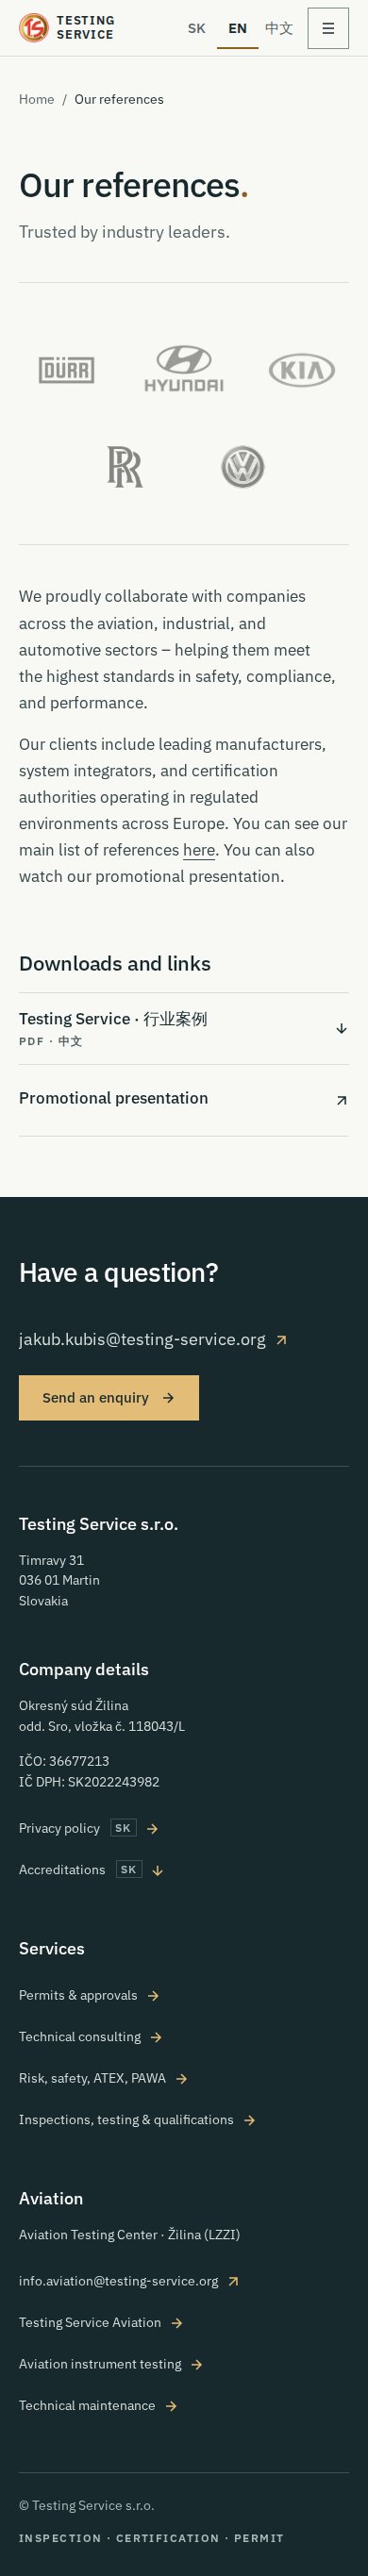 TESTING
SERVICE
SK EN 中文
Home / Our references
Our references.
Trusted by industry leaders.
DÜRR
HYUNDAI
KIA
RR
VW
We proudly collaborate with companies
across the aviation, industrial, and
automotive sectors – helping them meet
the highest standards in safety, compliance,
and performance.
Our clients include leading manufacturers,
system integrators, and certification
authorities operating in regulated
environments across Europe. You can see our
main list of references here. You can also
watch our promotional presentation.
Downloads and links
Testing Service · 行业案例
PDF · 中文
Promotional presentation
Have a question?
jakub.kubis@testing-service.org
Send an enquiry
Testing Service s.r.o.
Timravy 31
036 01 Martin
Slovakia
Company details
Okresný súd Žilina
odd. Sro, vložka č. 118043/L
IČO: 36677213
IČ DPH: SK2022243982
Privacy policy SK
Accreditations SK
Services
Permits & approvals
Technical consulting
Risk, safety, ATEX, PAWA
Inspections, testing & qualifications
Aviation
Aviation Testing Center · Žilina (LZZI)
info.aviation@testing-service.org
Testing Service Aviation
Aviation instrument testing
Technical maintenance
© Testing Service s.r.o.
INSPECTION · CERTIFICATION · PERMIT